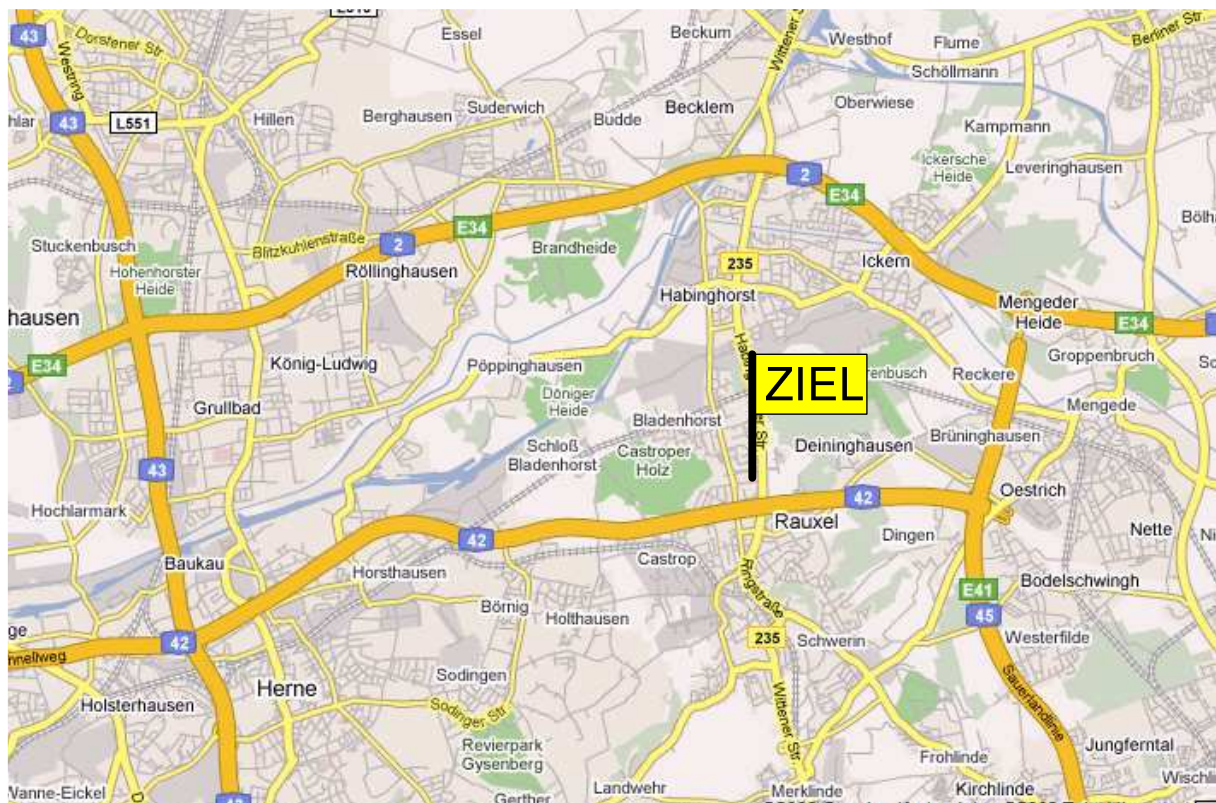 43
Dorstener Str
Essel
Beckum
Wittener S
Westhof
Flume
Berliner Str
Westring
Schöllmann
43
L551
Hillen
Berghausen
Suderwich
Budde
Becklem
Oberwiese
Kampmann
Ickersche
Heide
Leveringhausen
2
E34
E34
Stuckenbusch
Blitzkuhlenstraße
2
Brandheide
Ickern
Hohenhorster
Heide
Röllinghausen
235
Habinghorst
Mengeder
Heide
hausen
E34
E34
König-Ludwig
Pöppinghausen
Groppenbruch
Reckere
Grullbad
Döniger
Heide
ZIEL
Mengede
Bladenhorst
er Str
Deininghausen
Brüninghausen
43
Schloß
Bladenhorst
Castroper
Holz
Hochlarmark
42
Oestrich
Rauxel
Nette
42
Dingen
Baukau
Horsthausen
Castrop
Ringstraße
E41
Bodelschwingh
Börnig
Holthausen
45
42
235
Schwerin
Westerfilde
Sodingen
Herne
Sauerlandlinie
Holsterhausen
Sodinger Str
Wittener Str
Revierpark
Gysenberg
Jungferntal
Frohlinde
Wanne-Eickel
Landwehr
Merklinde
Kirchlinde
Gerther